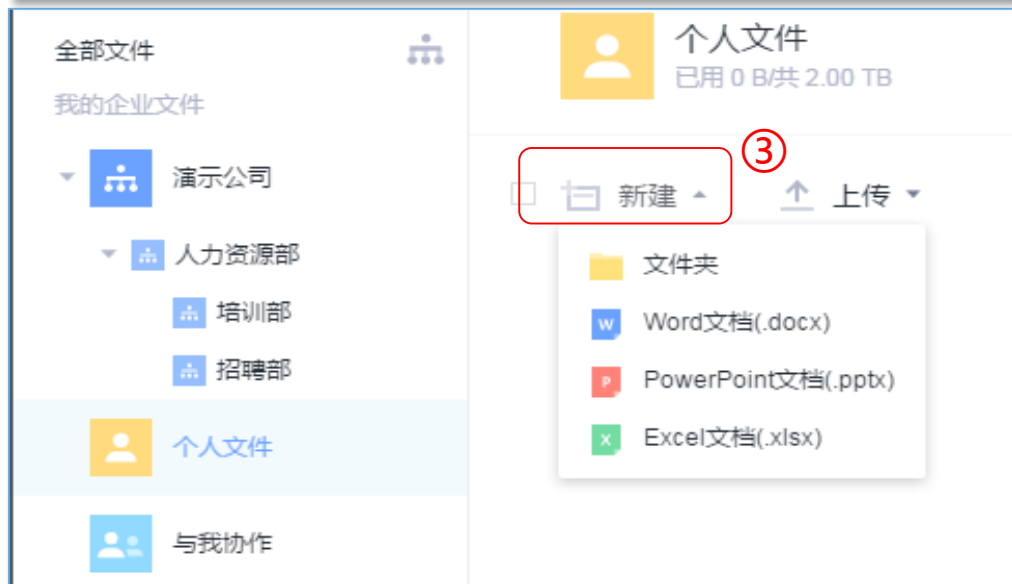 全部文件
我的企业文件
演示公司
人力资源部
培训部
招聘部
个人文件
与我协作
个人文件
已用 0 B/共 2.00 TB
③
新建
上传
文件夹
W Word文档(.docx)
P PowerPoint文档(.pptx)
X Excel文档(.xlsx)